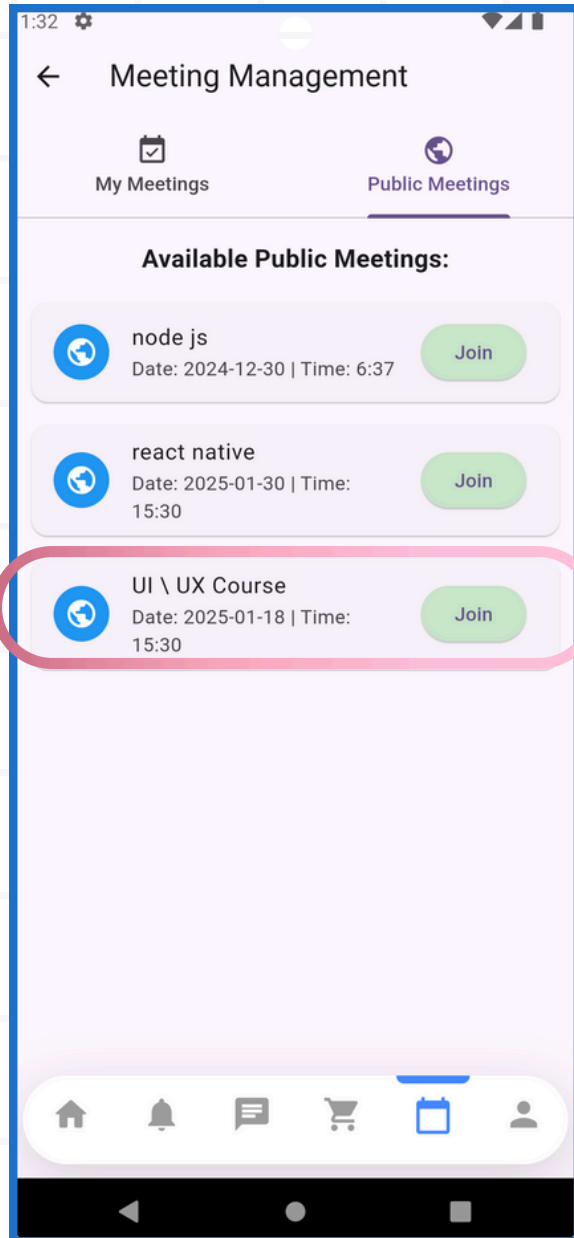 1:32
Meeting Management
My Meetings
Public Meetings
Available Public Meetings:
node js
Date: 2024-12-30 | Time: 6:37
Join
react native
Date: 2025-01-30 | Time:
15:30
Join
UI \ UX Course
Date: 2025-01-18 | Time:
15:30
Join